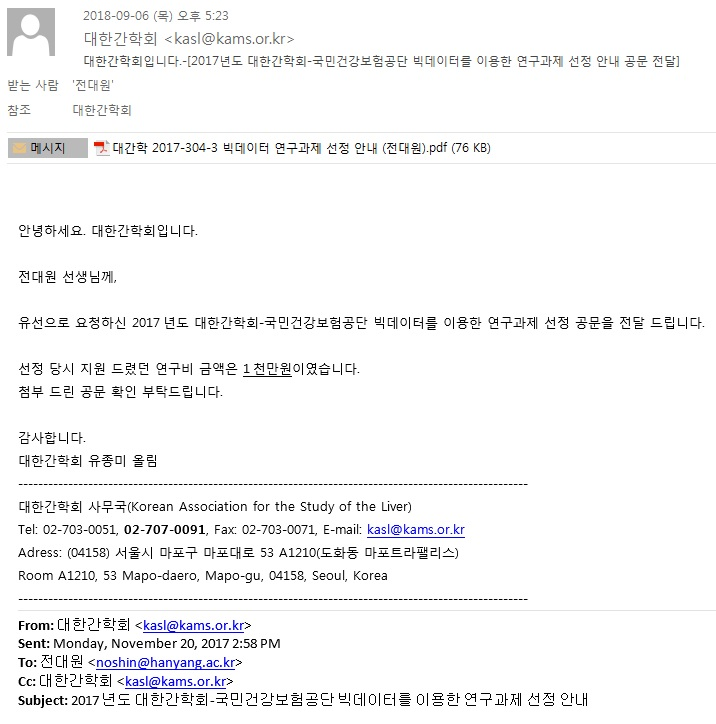 2018-09-06 (목) 오후 5:23
대한간학회 <kasl@kams.or.kr>
대한간학회입니다.-[2017년도 대한간학회-국민건강보험공단 빅데이터를 이용한 연구과제 선정 안내 공문 전달]
받는 사람 '전대원'
참조 대한간학회
메시지 대간학 2017-304-3 빅데이터 연구과제 선정 안내 (전대원).pdf (76 KB)
안녕하세요. 대한간학회입니다.
전대원 선생님께,
유선으로 요청하신 2017년도 대한간학회-국민건강보험공단 빅데이터를 이용한 연구과제 선정 공문을 전달 드립니다.
선정 당시 지원 드렸던 연구비 금액은 1천만원이였습니다.
첨부 드린 공문 확인 부탁드립니다.
감사합니다.
대한간학회 유종미 올림
------------------------------------------------------------------------------------------------------
대한간학회 사무국(Korean Association for the Study of the Liver)
Tel: 02-703-0051, 02-707-0091, Fax: 02-703-0071, E-mail: kasl@kams.or.kr
Adress: (04158) 서울시 마포구 마포대로 53 A1210(도화동 마포트라팰리스)
Room A1210, 53 Mapo-daero, Mapo-gu, 04158, Seoul, Korea
------------------------------------------------------------------------------------------------------
From: 대한간학회 <kasl@kams.or.kr>
Sent: Monday, November 20, 2017 2:58 PM
To: 전대원 <noshin@hanyang.ac.kr>
Cc: 대한간학회 <kasl@kams.or.kr>
Subject: 2017년도 대한간학회-국민건강보험공단 빅데이터를 이용한 연구과제 선정 안내